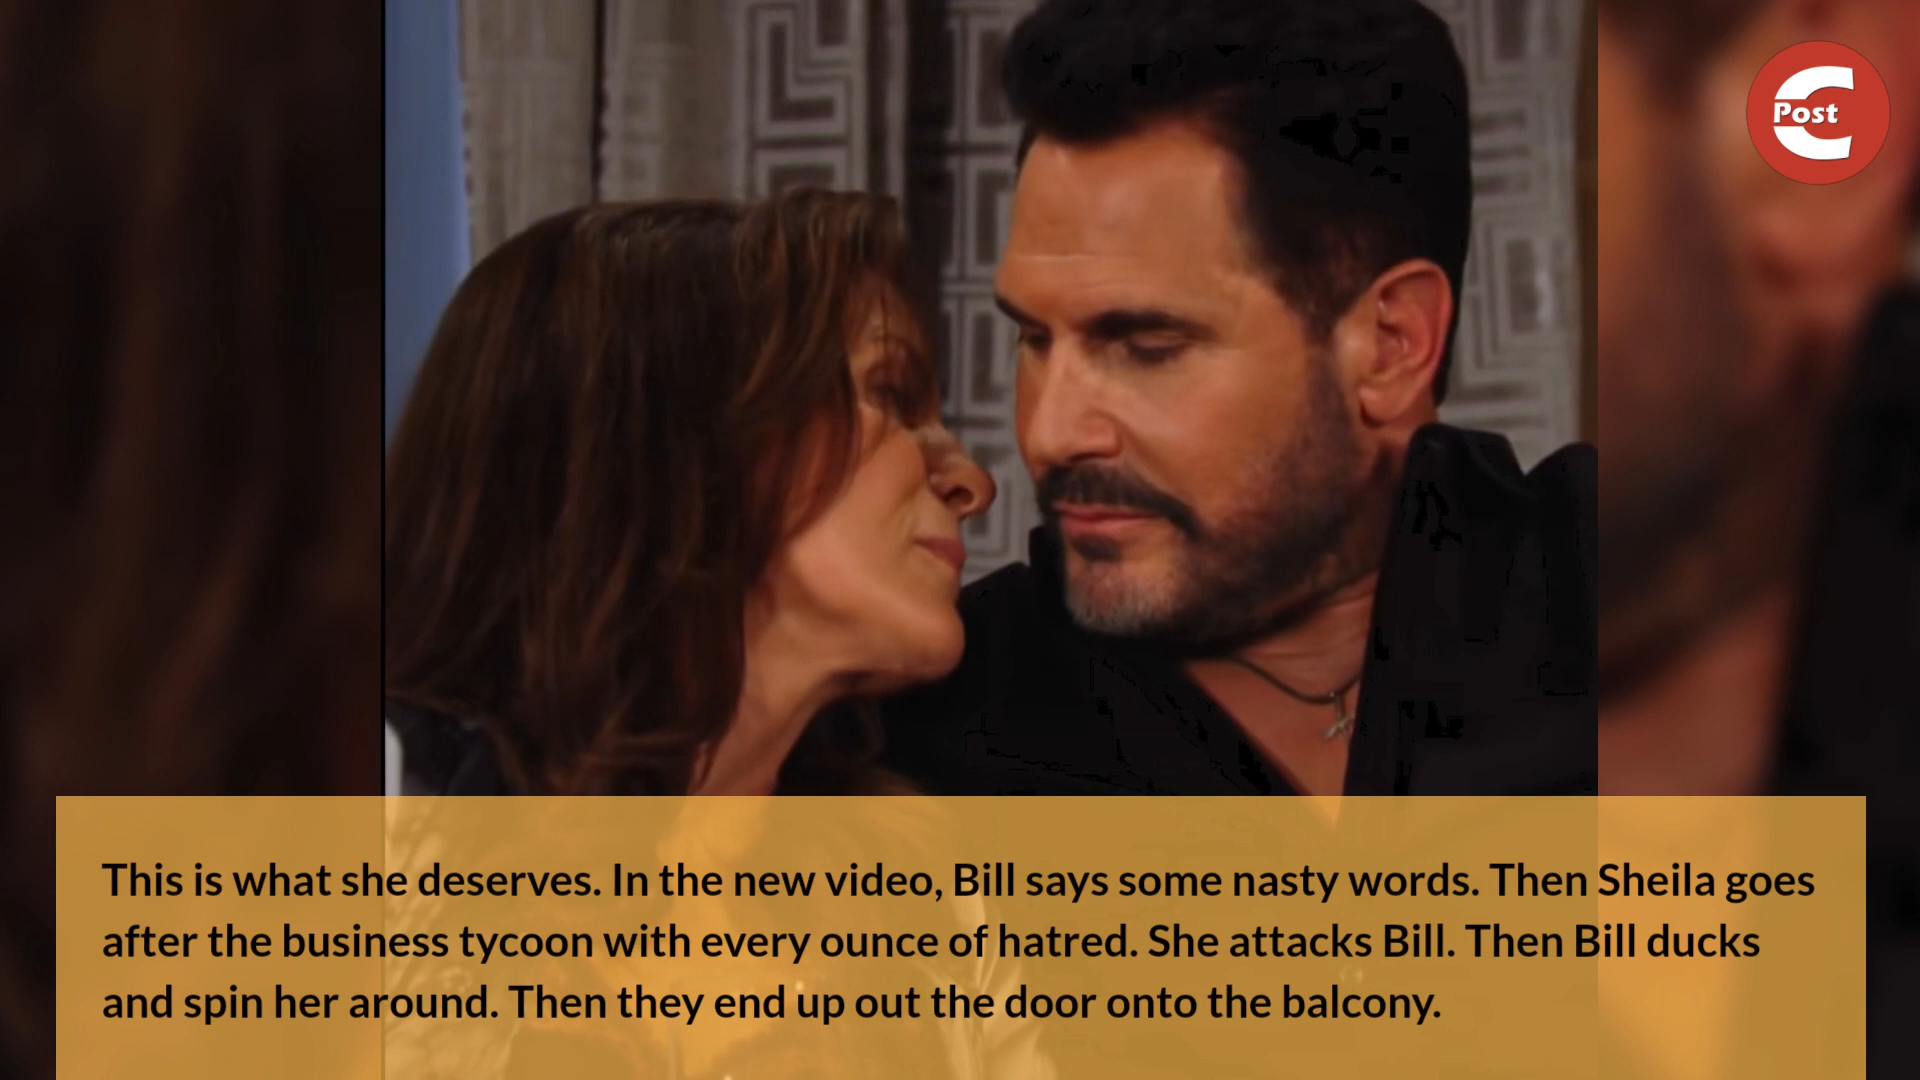 Post
This is what she deserves. In the new video, Bill says some nasty words. Then Sheila goes
after the business tycoon with every ounce of hatred. She attacks Bill. Then Bill ducks
and spin her around. Then they end up out the door onto the balcony.